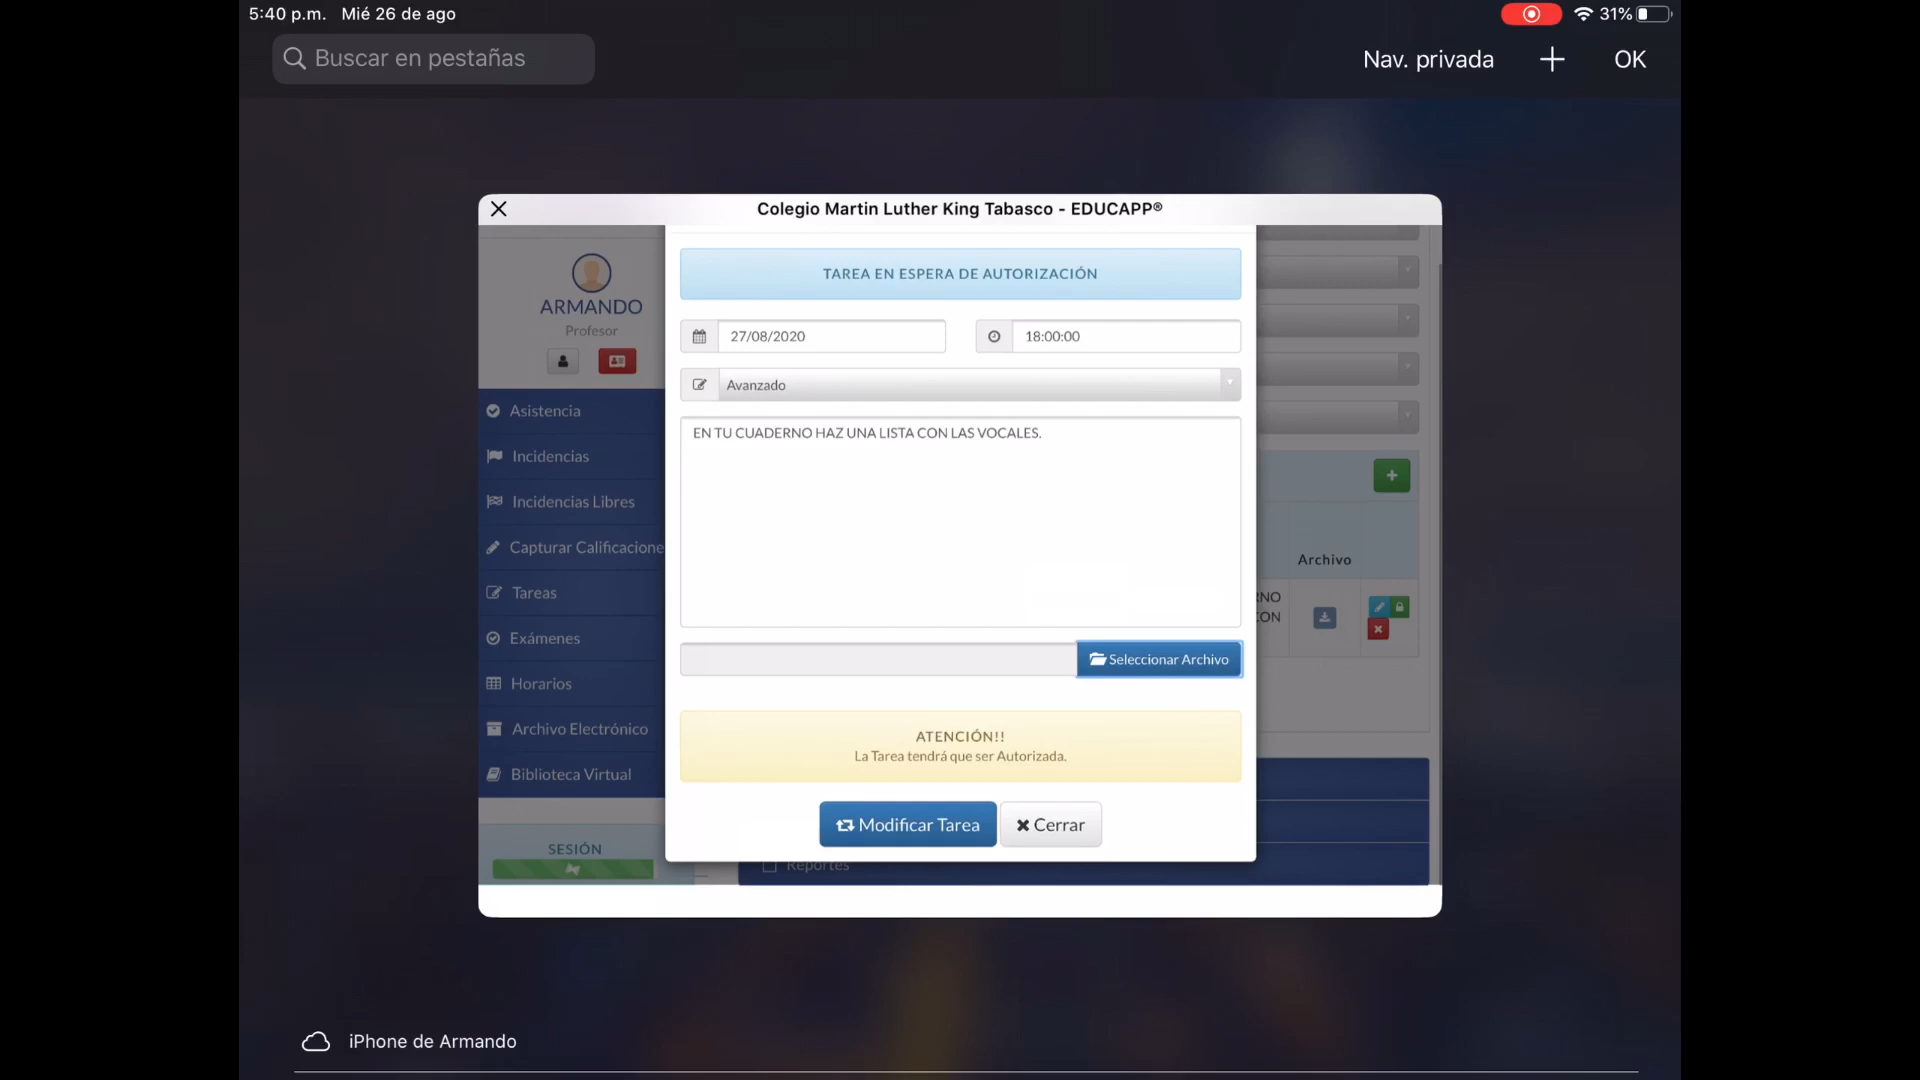 5:40 p.m. Mié 26 de ago
31%
Buscar en pestañas
Nav. privada
OK
Colegio Martin Luther King Tabasco - EDUCAPP®
ARMANDO
Profesor
Asistencia
Incidencias
Incidencias Libres
Capturar Calificacione
Tareas
Exámenes
Horarios
Archivo Electrónico
Biblioteca Virtual
SESIÓN
TAREA EN ESPERA DE AUTORIZACIÓN
27/08/2020
18:00:00
Avanzado
EN TU CUADERNO HAZ UNA LISTA CON LAS VOCALES.
Seleccionar Archivo
ATENCIÓN!!
La Tarea tendrá que ser Autorizada.
Modificar Tarea
Cerrar
Archivo
RNO
CON
Reportes
iPhone de Armando